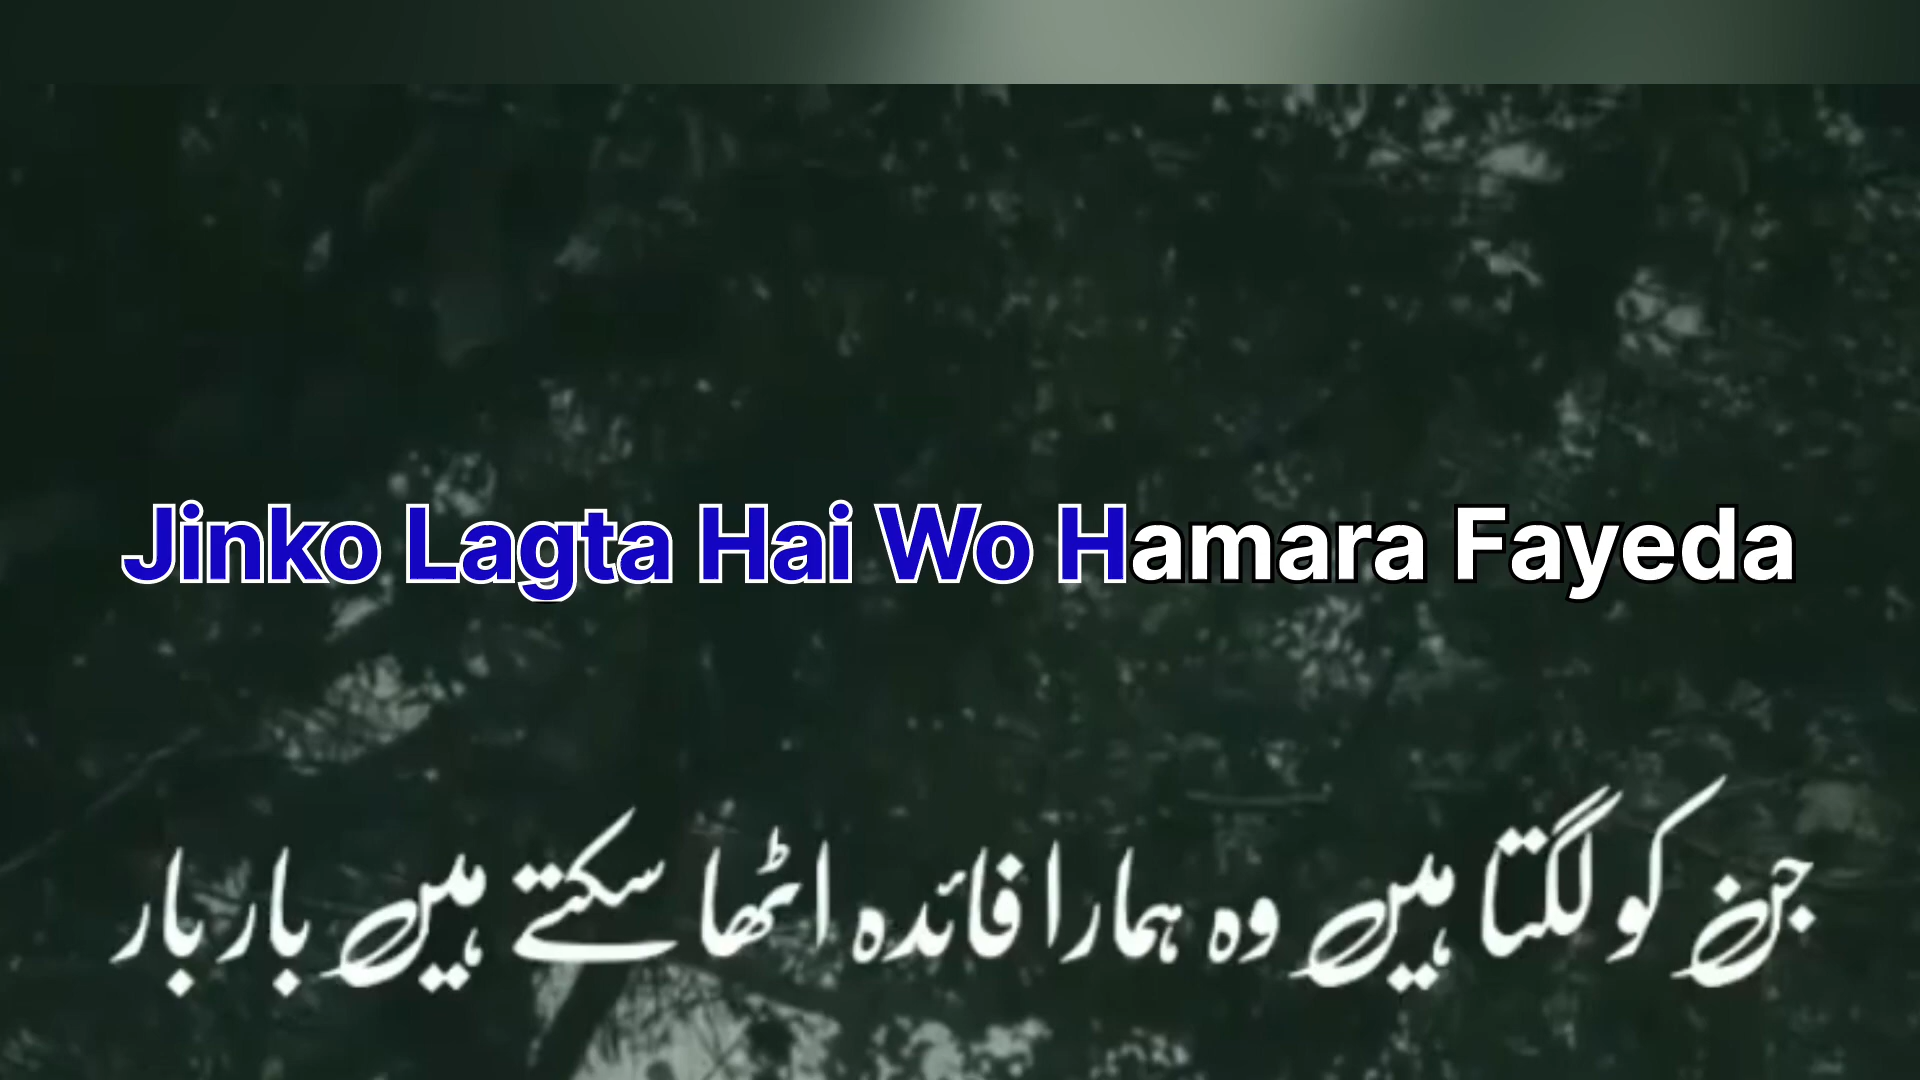 Jinko Lagta Hai Wo Hamara Fayeda
جن کو لگتا ہیں وہ ہمارا فائدہ اٹھا سکتے ہیں بار بار